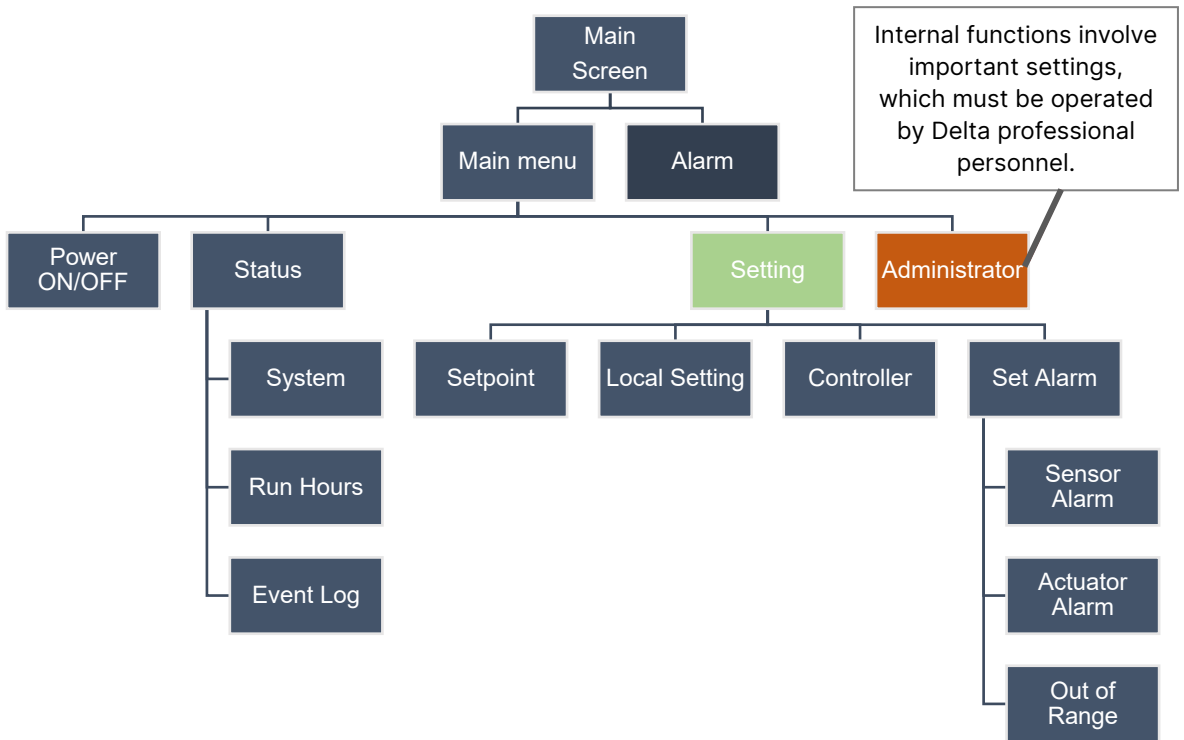 Main
Screen
Internal functions involve
important settings,
which must be operated
by Delta professional
personnel.
Main menu
Alarm
Power
ON/OFF
Status
Setting
Administrator
System
Setpoint
Local Setting
Controller
Set Alarm
Run Hours
Sensor
Alarm
Event Log
Actuator
Alarm
Out of
Range